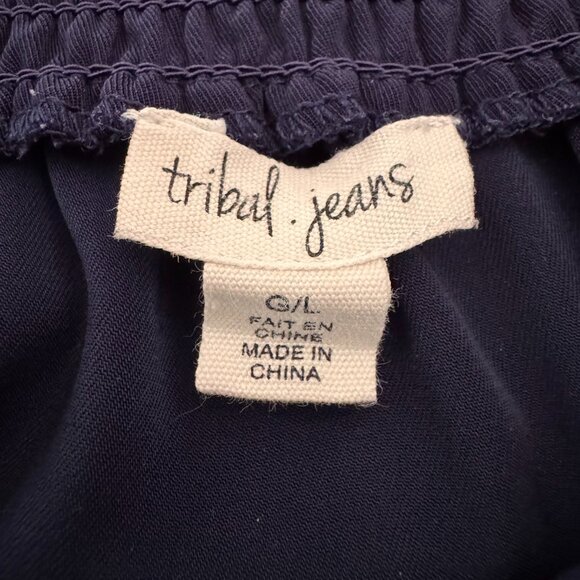 tribal. jeans
G/L
FAIT EN
CHINE
MADE IN
CHINA